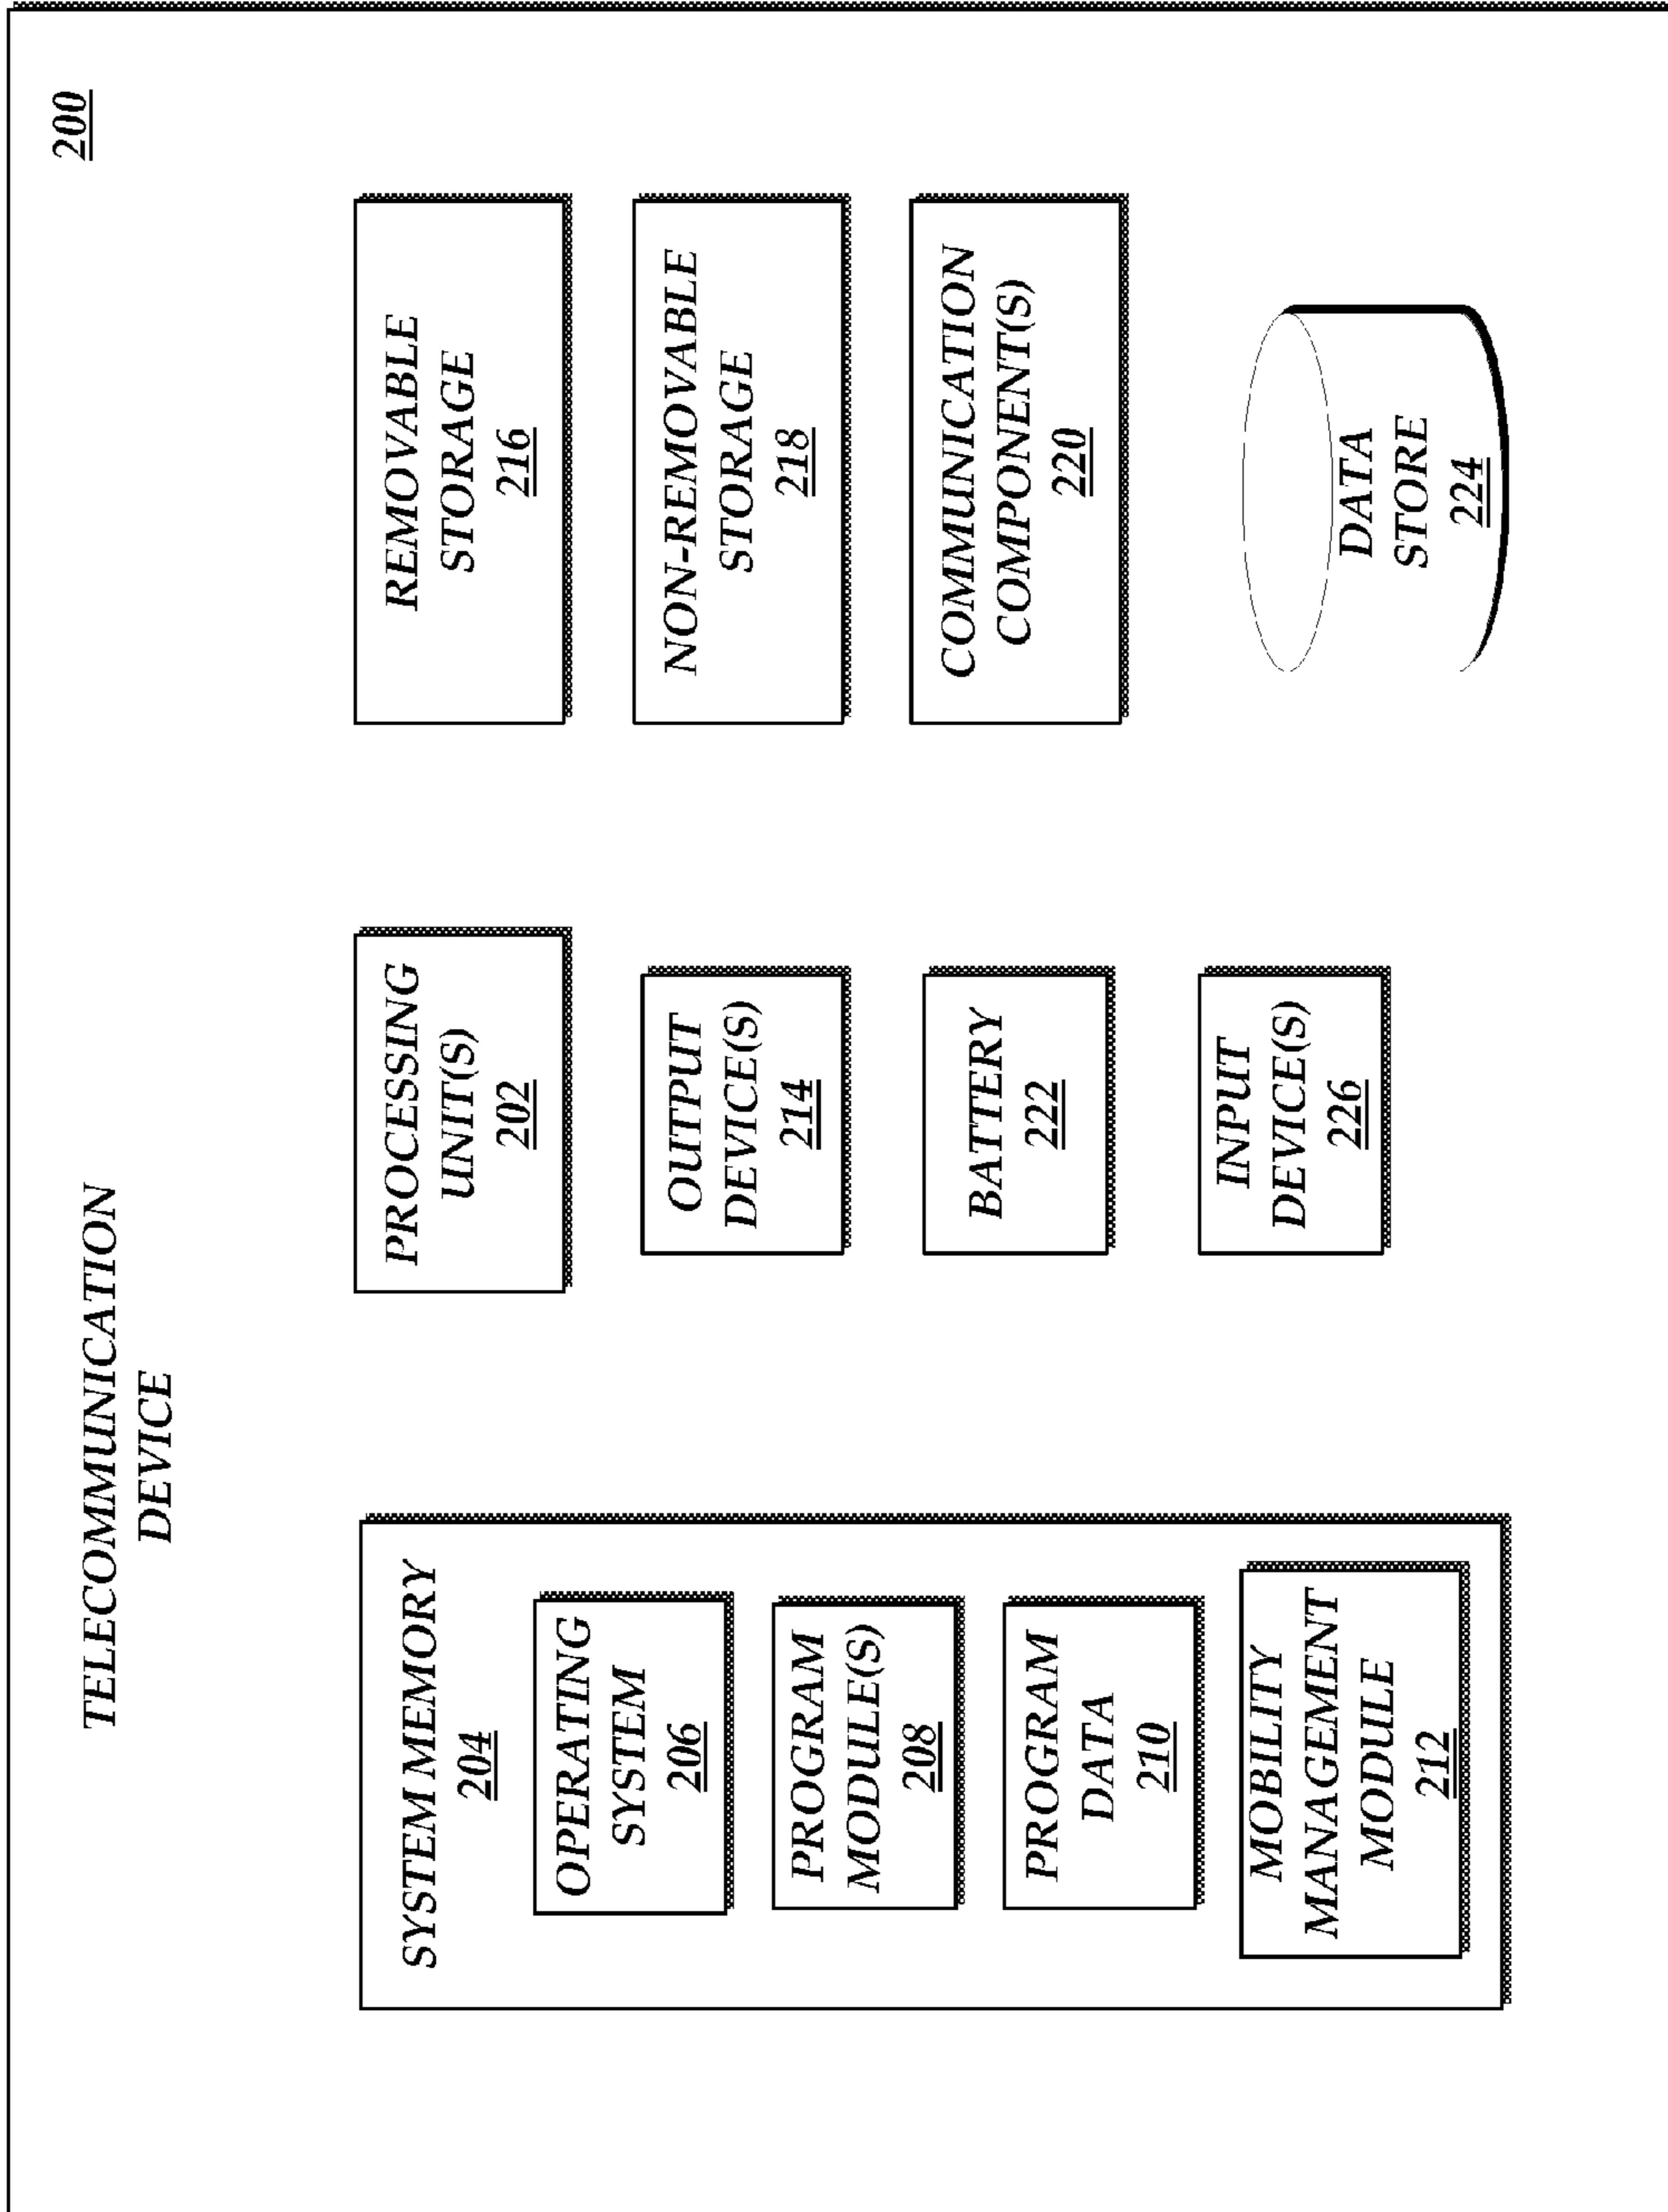 TELECOMMUNICATION
DEVICE
200
SYSTEM MEMORY
204
OPERATING
SYSTEM
206
PROGRAM
MODULE(S)
208
PROGRAM
DATA
210
MOBILITY
MANAGEMENT
MODULE
212
PROCESSING
UNIT(S)
202
OUTPUT
DEVICE(S)
214
BATTERY
222
INPUT
DEVICE(S)
226
REMOVABLE
STORAGE
216
NON-REMOVABLE
STORAGE
218
COMMUNICATION
COMPONENT(S)
220
DATA
STORE
224